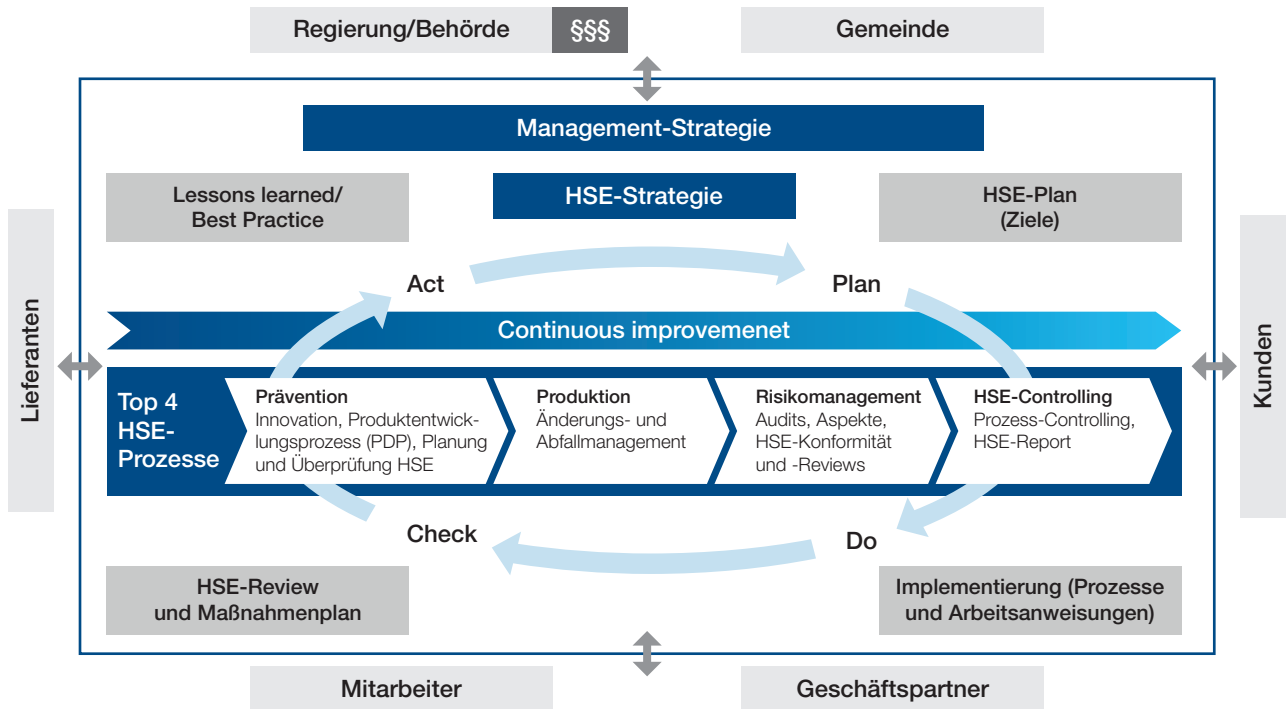 Regierung/Behörde
§§§
Gemeinde
Management-Strategie
Lessons learned/
Best Practice
HSE-Strategie
HSE-Plan
(Ziele)
Lieferanten
Kunden
Act
Plan
Continuous improvemenet
Top 4
HSE-
Prozesse
Prävention
Innovation, Produktentwick-
lungsprozess (PDP), Planung
und Überprüfung HSE
Produktion
Änderungs- und
Abfallmanagement
Risikomanagement
Audits, Aspekte,
HSE-Konformität
und -Reviews
HSE-Controlling
Prozess-Controlling,
HSE-Report
Check
Do
HSE-Review
und Maßnahmenplan
Implementierung (Prozesse
und Arbeitsanweisungen)
Mitarbeiter
Geschäftspartner